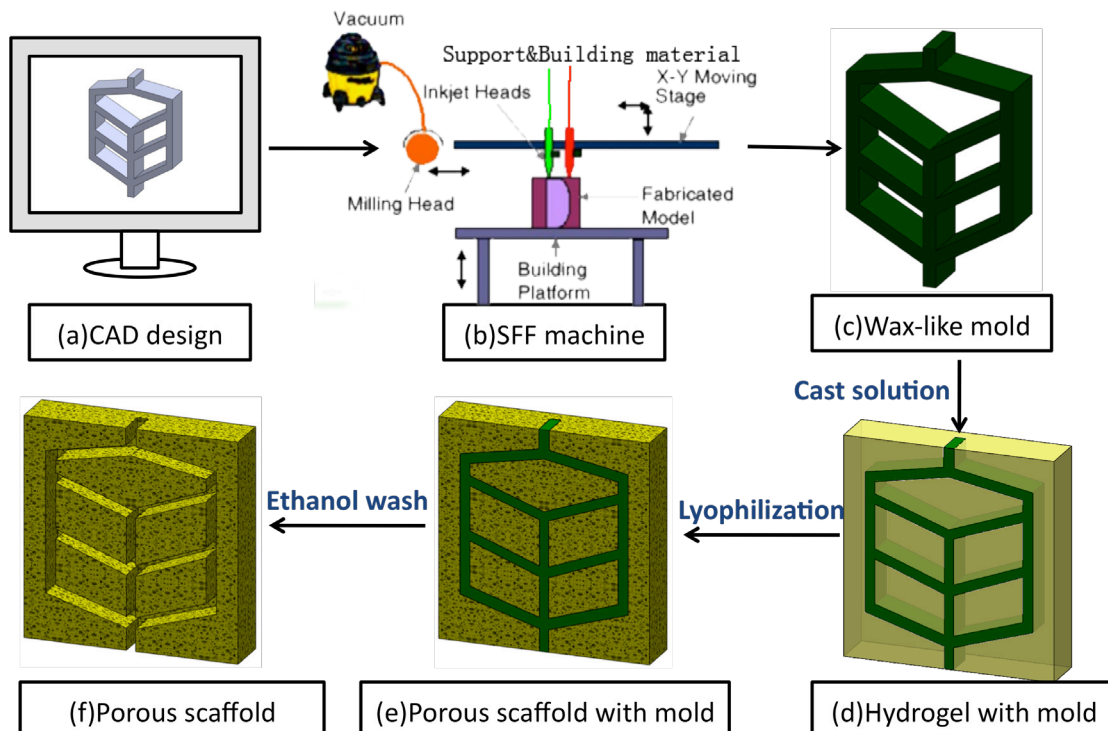 Vacuum
Support&Building material
Inkjet Heads
X-Y Moving
Stage
Milling Head
Fabricated
Model
Building
Platform
(a)CAD design
(b)SFF machine
(c)Wax-like mold
Cast solution
Ethanol wash
Lyophilization
(f)Porous scaffold
(e)Porous scaffold with mold
(d)Hydrogel with mold